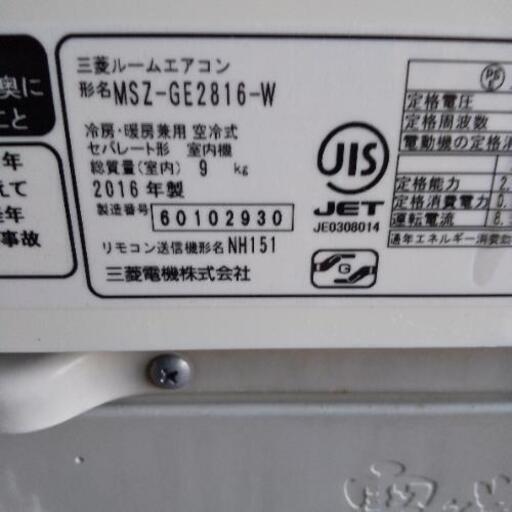 奥に
こと
年
えて
年
事故
三菱ルームエアコン
形名 MSZ-GE2816-W
冷房・暖房兼用 空冷式
セパレート形 室内機
総質量(室内) 9 kg
2016 年製
製造番号 60102930
リモコン送信機形名 NH151
三菱電機株式会社
JIS
JET
JE0308014
G
PS
定格電圧
定格周波数
電動機の定格消
定格能力 2.
定格消費電力 0.
運転電流 8.
通年エネルギー消費効